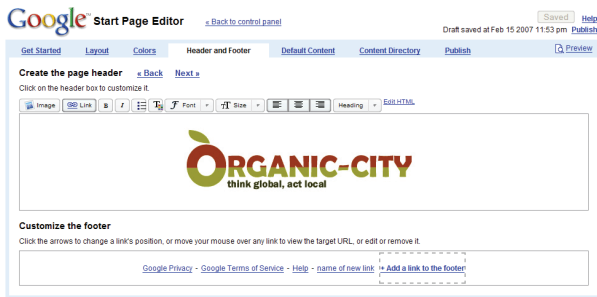 Google™ Start Page Editor « Back to control panel Saved Help
Draft saved at Feb 15 2007 11:53 pm Publish
Get Started Layout Colors Header and Footer Default Content Content Directory Publish Preview
Create the page header « Back Next »
Click on the header box to customize it.
Image Link B I T Font T Size Heading Edit HTML
ORGANIC-CITY
think global, act local
Customize the footer
Click the arrows to change a link's position, or move your mouse over any link to view the target URL, or edit or remove it.
Google Privacy - Google Terms of Service - Help - name of new link Add a link to the footer